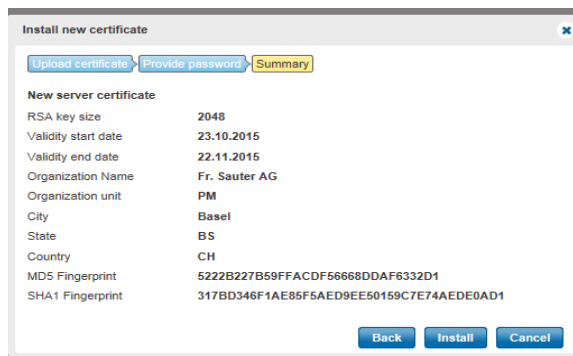 Install new certificate
Upload certificate Provide password Summary
New server certificate
RSA key size 2048
Validity start date 23.10.2015
Validity end date 22.11.2015
Organization Name Fr. Sauter AG
Organization unit PM
City Basel
State BS
Country CH
MD5 Fingerprint 5222B227B59FFACDF56668DDAF6332D1
SHA1 Fingerprint 317BD346F1AE85F5AED9EE50159C7E74AEDE0AD1
Back Install Cancel